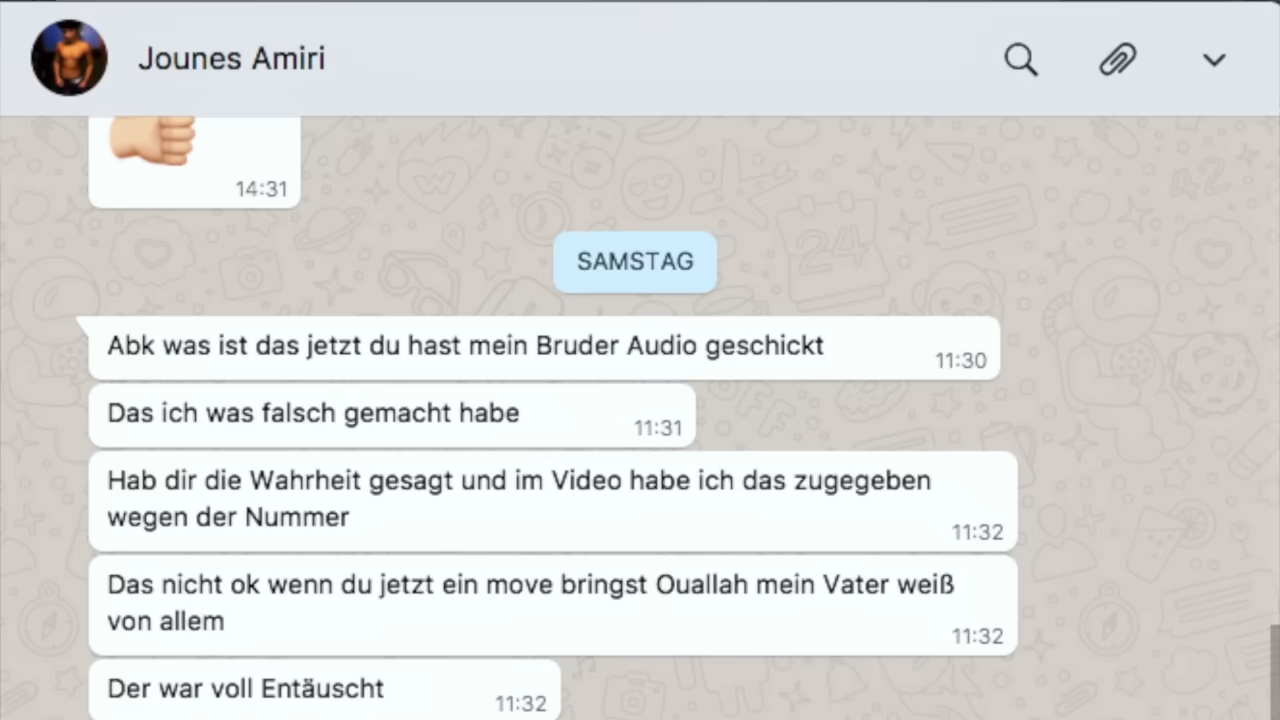 Jounes Amiri
14:31
SAMSTAG
Abk was ist das jetzt du hast mein Bruder Audio geschickt
11:30
Das ich was falsch gemacht habe
11:31
Hab dir die Wahrheit gesagt und im Video habe ich das zugegeben
wegen der Nummer
11:32
Das nicht ok wenn du jetzt ein move bringst Ouallah mein Vater weiß
von allem
11:32
Der war voll Entäuscht
11:32